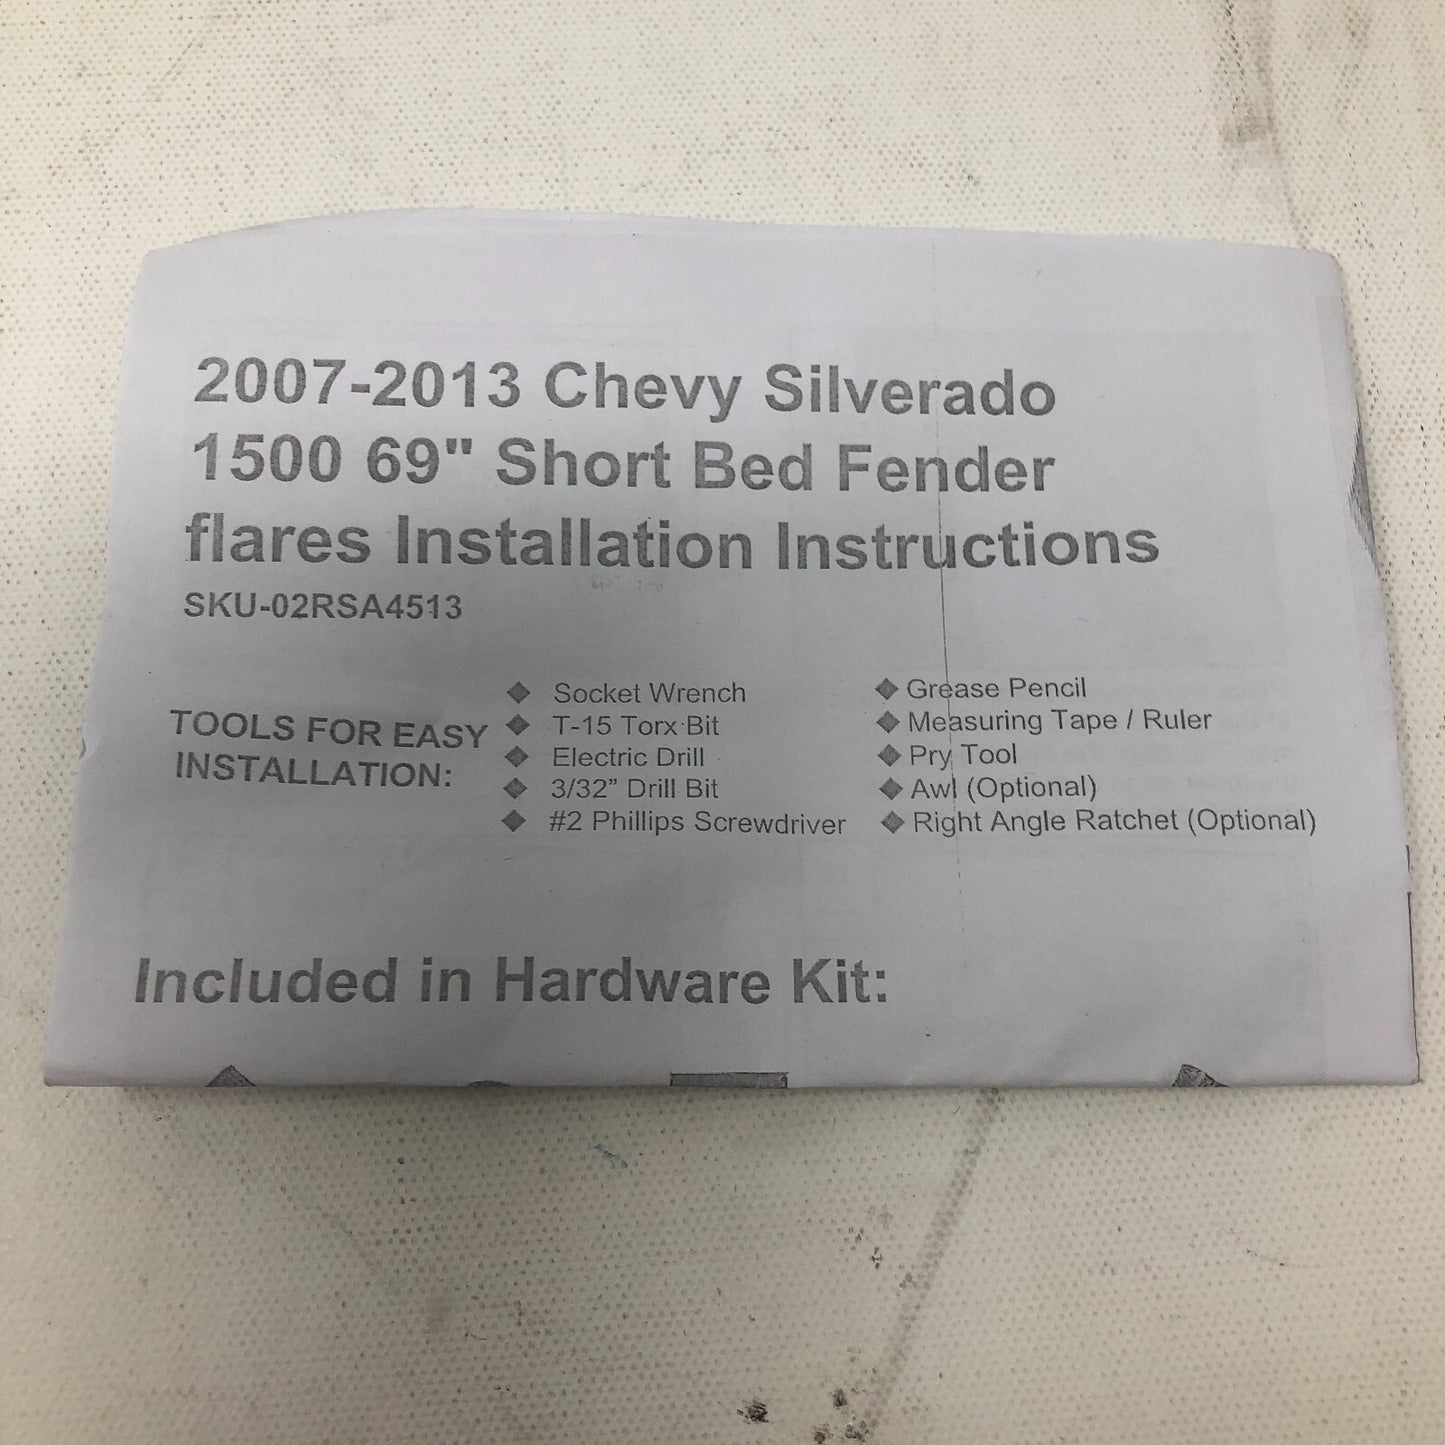 2007-2013 Chevy Silverado
1500 69" Short Bed Fender
flares Installation Instructions
SKU-02RSA4513
TOOLS FOR EASY
INSTALLATION:
Socket Wrench
T-15 Torx Bit
Electric Drill
3/32” Drill Bit
#2 Phillips Screwdriver
Grease Pencil
Measuring Tape / Ruler
Pry Tool
Awl (Optional)
Right Angle Ratchet (Optional)
Included in Hardware Kit: